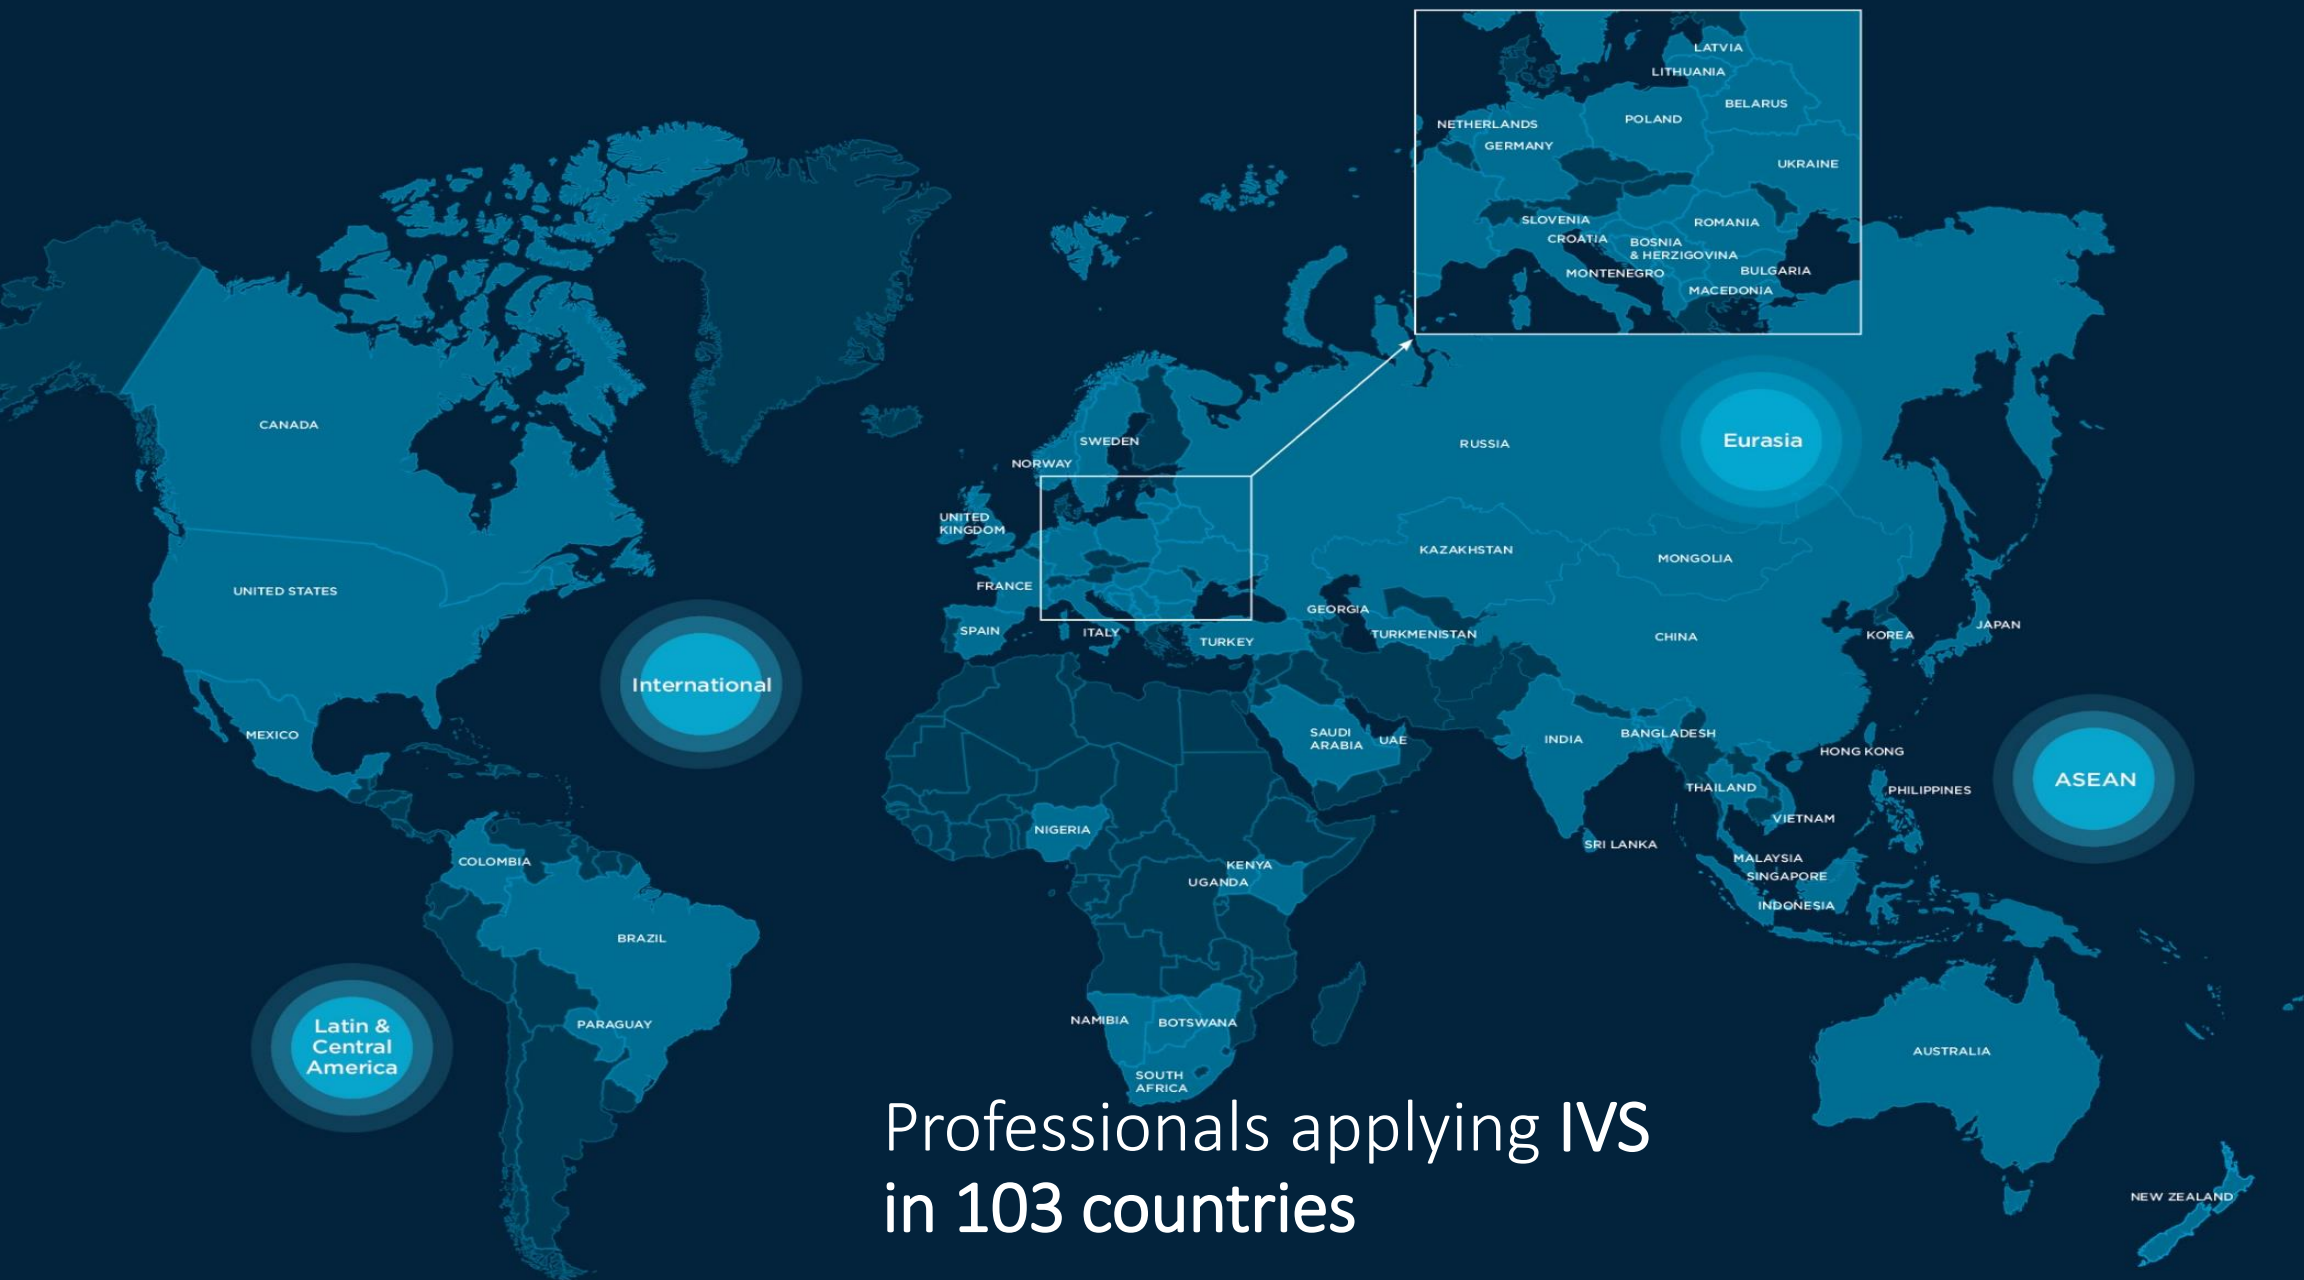 LATVIA
LITHUANIA
BELARUS
NETHERLANDS
POLAND
GERMANY
UKRAINE
SLOVENIA
ROMANIA
CROATIA
BOSNIA
& HERZIGOVINA
MONTENEGRO
BULGARIA
MACEDONIA
CANADA
SWEDEN
NORWAY
RUSSIA
Eurasia
UNITED
KINGDOM
KAZAKHSTAN
MONGOLIA
FRANCE
UNITED STATES
GEORGIA
SPAIN
ITALY
TURKEY
TURKMENISTAN
CHINA
KOREA
JAPAN
International
MEXICO
SAUDI
ARABIA
UAE
INDIA
BANGLADESH
HONG KONG
THAILAND
PHILIPPINES
ASEAN
VIETNAM
NIGERIA
SRI LANKA
COLOMBIA
KENYA
UGANDA
MALAYSIA
SINGAPORE
INDONESIA
BRAZIL
PARAGUAY
Latin &
Central
America
NAMIBIA
BOTSWANA
AUSTRALIA
SOUTH
AFRICA
Professionals applying IVS
in 103 countries
NEW ZEALAND